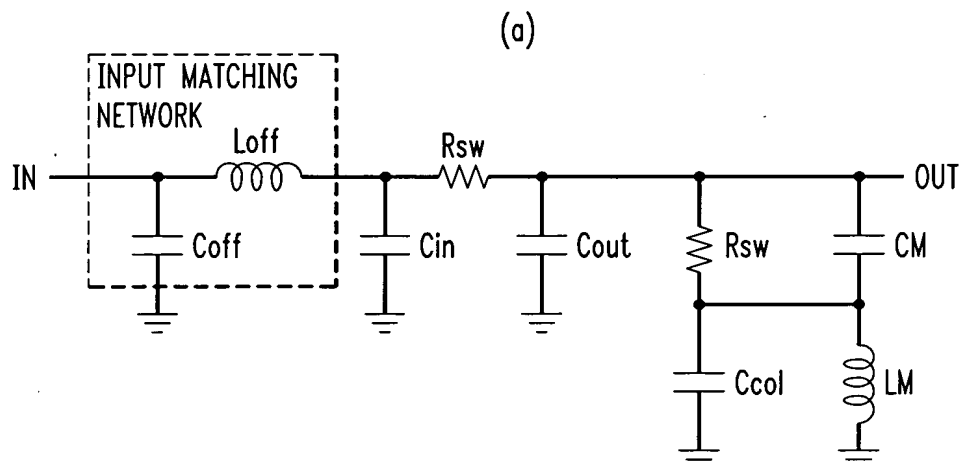 (a)
INPUT MATCHING
NETWORK
Loff
Rsw
IN
OUT
Coff
Cin
Cout
Rsw
CM
Ccol
LM